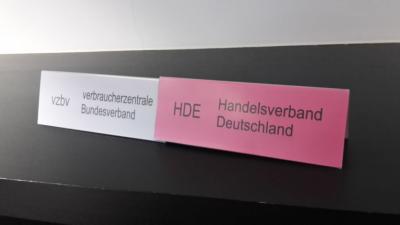 vzbv
verbraucherzentrale
Bundesverband
HDE
Handelsverband
Deutschland